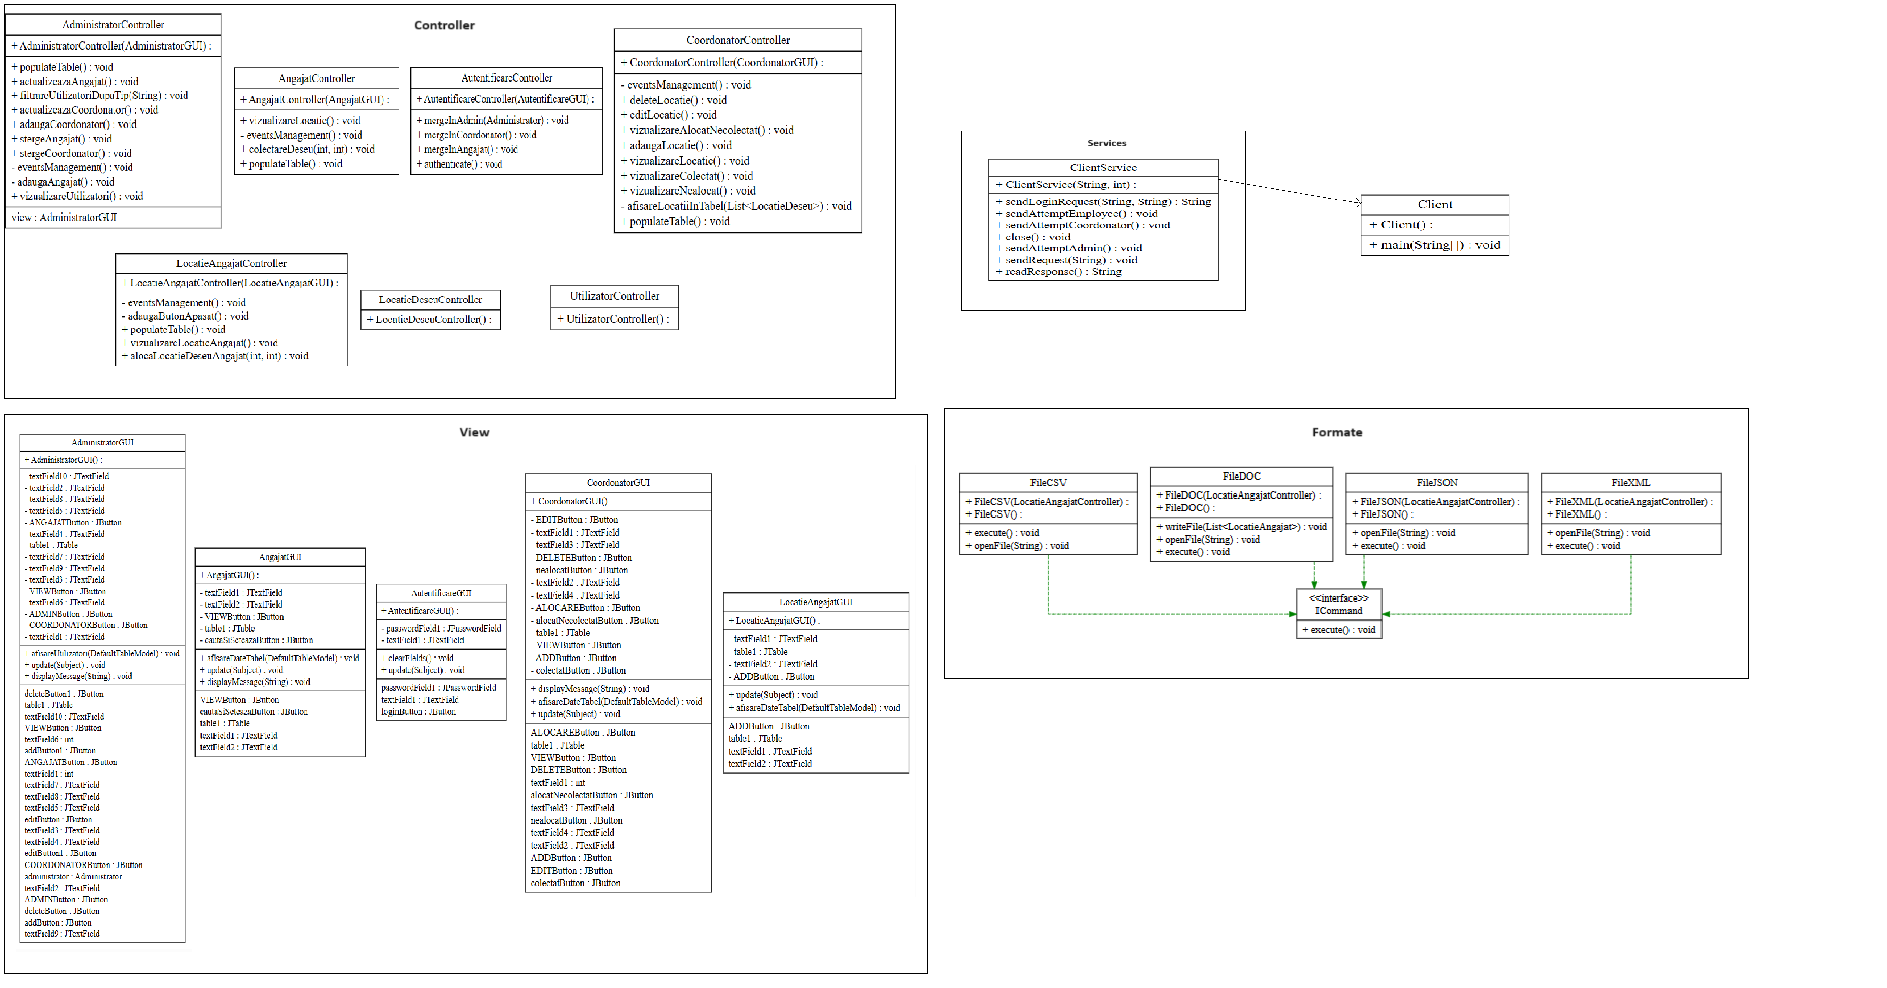 Controller
AdministratorController
+ AdministratorController(AdministratorGUI) :
+ populateTable() : void
+ actualizeazaAngajat() : void
+ filtrareUtilizatoriDupaTip(String) : void
+ actualizeazaCoordonator() : void
+ adaugaCoordonator() : void
+ stergeAngajat() : void
+ stergeCoordonator() : void
- eventsManagement() : void
- adaugaAngajat() : void
+ vizualizareUtilizatori() : void
view : AdministratorGUI
AngajatController
+ AngajatController(AngajatGUI) :
+ vizualizareLocatie() : void
- eventsManagement() : void
+ colectareDeseu(int, int) : void
+ populateTable() : void
AutentificareController
+ AutentificareController(AutentificareGUI) :
+ mergeInAdmin(Administrator) : void
+ mergeInCoordonator() : void
+ mergeInAngajat() : void
+ authenticate() : void
CoordonatorController
+ CoordonatorController(CoordonatorGUI) :
- eventsManagement() : void
+ deleteLocatie() : void
+ editLocatie() : void
+ vizualizareAlocatNecolectat() : void
+ adaugaLocatie() : void
+ vizualizareLocatie() : void
+ vizualizareColectat() : void
+ vizualizareNealocat() : void
- afisareLocatiiInTabel(List<LocatieDeseu>) : void
+ populateTable() : void
LocatieAngajatController
+ LocatieAngajatController(LocatieAngajatGUI) :
- eventsManagement() : void
- adaugaButonApasat() : void
+ populateTable() : void
+ vizualizareLocatieAngajat() : void
+ alocaLocatieDeseuAngajat(int, int) : void
LocatieDeseuController
+ LocatieDeseuController() :
UtilizatorController
+ UtilizatorController() :
Services
ClientService
+ ClientService(String, int) :
+ sendLoginRequest(String, String) : String
+ sendAttemptEmployee() : void
+ sendAttemptCoordonator() : void
+ close() : void
+ sendAttemptAdmin() : void
+ sendRequest(String) : void
+ readResponse() : String
Client
+ Client() :
+ main(String[]) : void
View
AdministratorGUI
+ AdministratorGUI() :
- textField10 : JTextField
- textField2 : JTextField
- textField8 : JTextField
- textField5 : JTextField
- ANGAJATButton : JButton
- textField4 : JTextField
- table1 : JTable
- textField7 : JTextField
- textField9 : JTextField
- textField3 : JTextField
- VIEWButton : JButton
- textField6 : JTextField
- ADMINButton : JButton
- COORDONATORButton : JButton
- textField1 : JTextField
+ afisareUtilizatori(DefaultTableModel) : void
+ update(Subject) : void
+ displayMessage(String) : void
deleteButton1 : JButton
table1 : JTable
textField10 : JTextField
VIEWButton : JButton
textField6 : int
addButton1 : JButton
ANGAJATButton : JButton
textField1 : int
textField7 : JTextField
textField8 : JTextField
textField5 : JTextField
editButton : JButton
textField3 : JTextField
textField4 : JTextField
editButton1 : JButton
COORDONATORButton : JButton
administrator : Administrator
textField2 : JTextField
ADMINButton : JButton
deleteButton : JButton
addButton : JButton
textField9 : JTextField
AngajatGUI
+ AngajatGUI() :
- textField1 : JTextField
- textField2 : JTextField
- VIEWButton : JButton
- table1 : JTable
- cautaSiSeteazaButton : JButton
+ afisareDateTabel(DefaultTableModel) : void
+ update(Subject) : void
+ displayMessage(String) : void
VIEWButton : JButton
cautaSiSeteazaButton : JButton
table1 : JTable
textField1 : JTextField
textField2 : JTextField
AutentificareGUI
+ AutentificareGUI() :
- passwordField1 : JPasswordField
- textField1 : JTextField
- clearFields() : void
+ update(Subject) : void
passwordField1 : JPasswordField
textField1 : JTextField
loginButton : JButton
CoordonatorGUI
+ CoordonatorGUI()
- EDITButton : JButton
- textField1 : JTextField
- textField3 : JTextField
- DELETEButton : JButton
- nealocatButton : JButton
- textField2 : JTextField
- textField4 : JTextField
- ALOCAREButton : JButton
- alocatNecolectatButton : JButton
- table1 : JTable
- VIEWButton : JButton
- ADDButton : JButton
- colectatButton : JButton
+ displayMessage(String) : void
+ afisareDateTabel(DefaultTableModel) : void
+ update(Subject) : void
ALOCAREButton : JButton
table1 : JTable
VIEWButton : JButton
DELETEButton : JButton
textField1 : int
alocatNecolectatButton : JButton
textField3 : JTextField
nealocatButton : JButton
textField4 : JTextField
textField2 : JTextField
ADDButton : JButton
EDITButton : JButton
colectatButton : JButton
LocatieAngajatGUI
+ LocatieAngajatGUI() :
- textField1 : JTextField
- table1 : JTable
- textField2 : JTextField
- ADDButton : JButton
+ update(Subject) : void
+ afisareDateTabel(DefaultTableModel) : void
ADDButton : JButton
table1 : JTable
textField1 : JTextField
textField2 : JTextField
Formate
FileCSV
+ FileCSV(LocatieAngajatController) :
+ FileCSV() :
+ execute() : void
+ openFile(String) : void
FileDOC
+ FileDOC(LocatieAngajatController) :
+ FileDOC() :
+ writeFile(List<LocatieAngajat>) : void
+ openFile(String) : void
+ execute() : void
FileJSON
+ FileJSON(LocatieAngajatController) :
+ FileJSON() :
+ openFile(String) : void
+ execute() : void
FileXML
+ FileXML(LocatieAngajatController) :
+ FileXML() :
+ openFile(String) : void
+ execute() : void
<<interface>>
ICommand
+ execute() : void